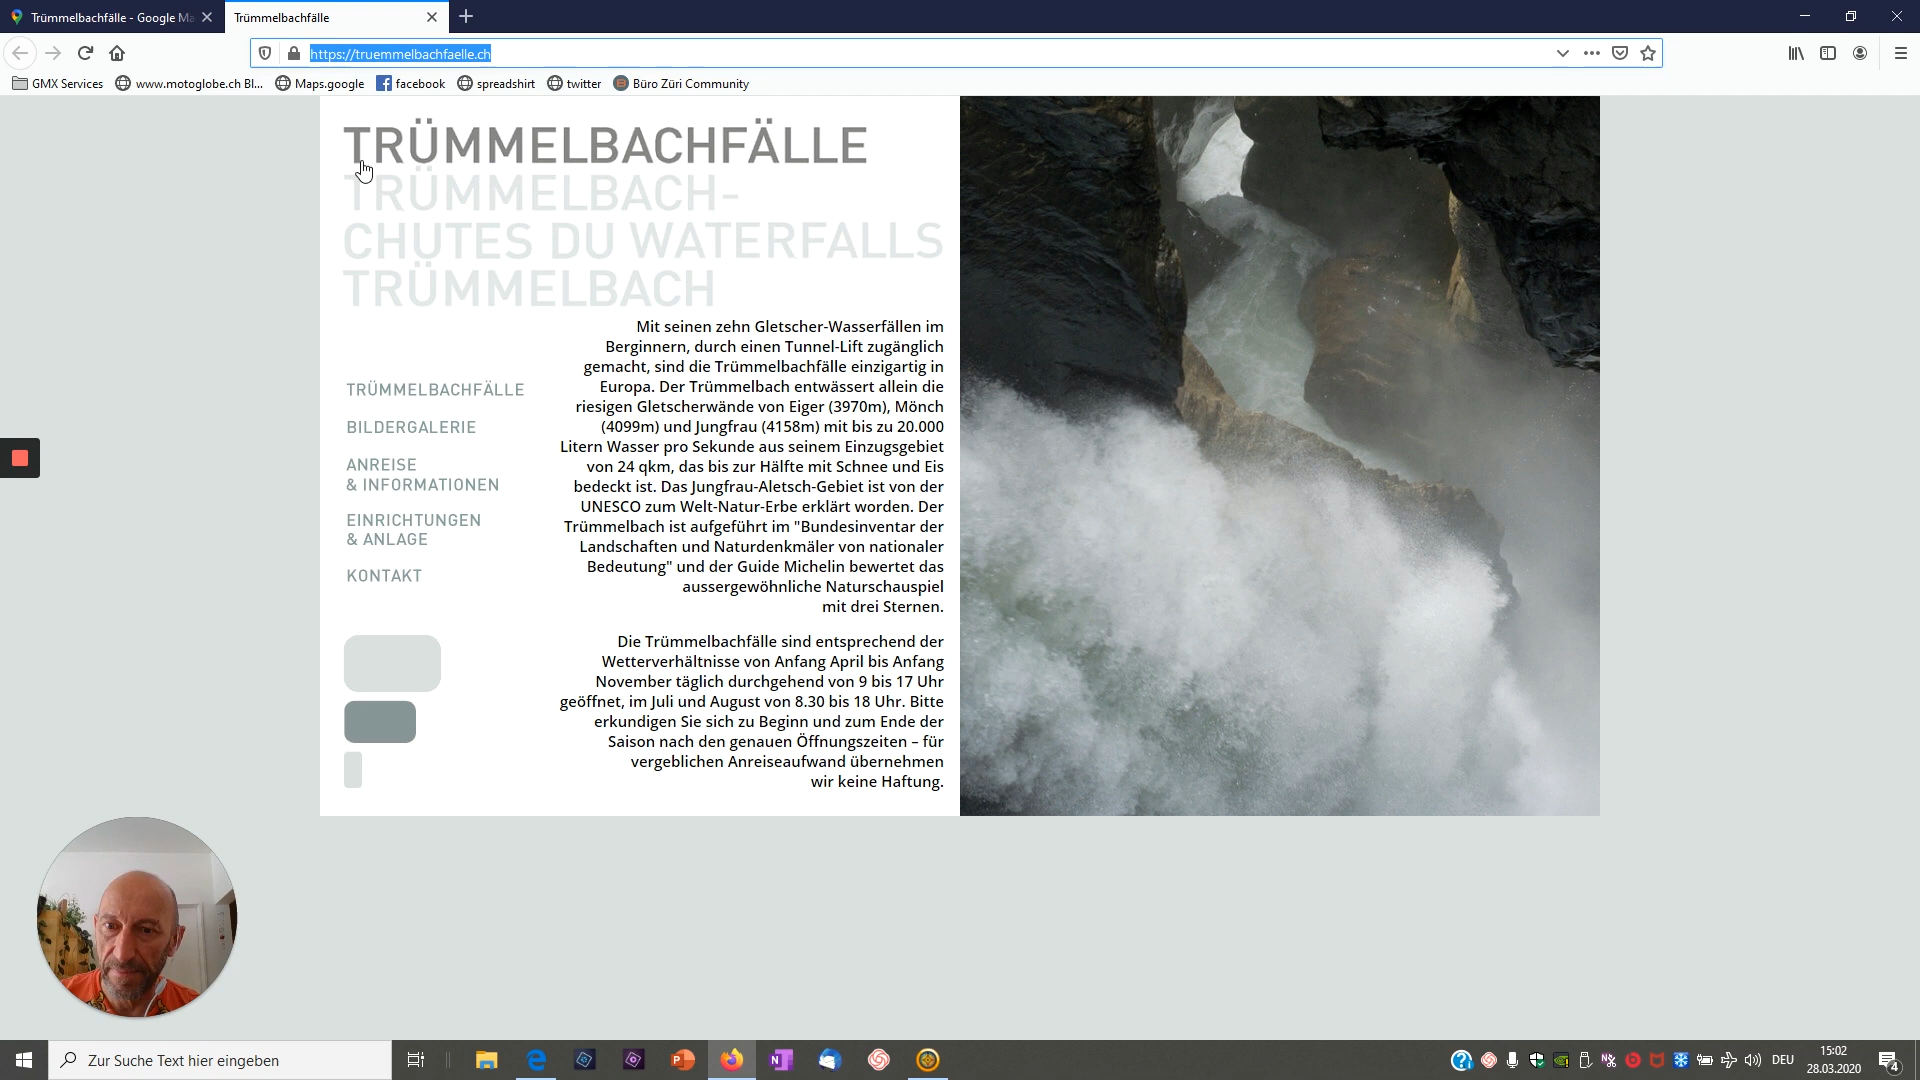 Trümmelbachfälle - Google Ma
Trümmelbachfälle
https://truemmelbachfaelle.ch
GMX Services
www.motoglobe.ch Bl...
Maps.google
facebook
spreadshirt
twitter
Büro Züri Community
TRÜMMELBACHFÄLLE
TRÜMMELBACH-
CHUTES DU WATERFALLS
TRÜMMELBACH
TRÜMMELBACHFÄLLE
BILDERGALERIE
ANREISE
& INFORMATIONEN
EINRICHTUNGEN
& ANLAGE
KONTAKT
Mit seinen zehn Gletscher-Wasserfällen im
Berginnern, durch einen Tunnel-Lift zugänglich
gemacht, sind die Trümmelbachfälle einzigartig in
Europa. Der Trümmelbach entwässert allein die
riesigen Gletscherwände von Eiger (3970m), Mönch
(4099m) und Jungfrau (4158m) mit bis zu 20.000
Litern Wasser pro Sekunde aus seinem Einzugsgebiet
von 24 qkm, das bis zur Hälfte mit Schnee und Eis
bedeckt ist. Das Jungfrau-Aletsch-Gebiet ist von der
UNESCO zum Welt-Natur-Erbe erklärt worden. Der
Trümmelbach ist aufgeführt im "Bundesinventar der
Landschaften und Naturdenkmäler von nationaler
Bedeutung" und der Guide Michelin bewertet das
aussergewöhnliche Naturschauspiel
mit drei Sternen.
Die Trümmelbachfälle sind entsprechend der
Wetterverhältnisse von Anfang April bis Anfang
November täglich durchgehend von 9 bis 17 Uhr
geöffnet, im Juli und August von 8.30 bis 18 Uhr. Bitte
erkundigen Sie sich zu Beginn und zum Ende der
Saison nach den genauen Öffnungszeiten – für
vergeblichen Anreiseaufwand übernehmen
wir keine Haftung.
Zur Suche Text hier eingeben
DEU
15:02
28.03.2020
4